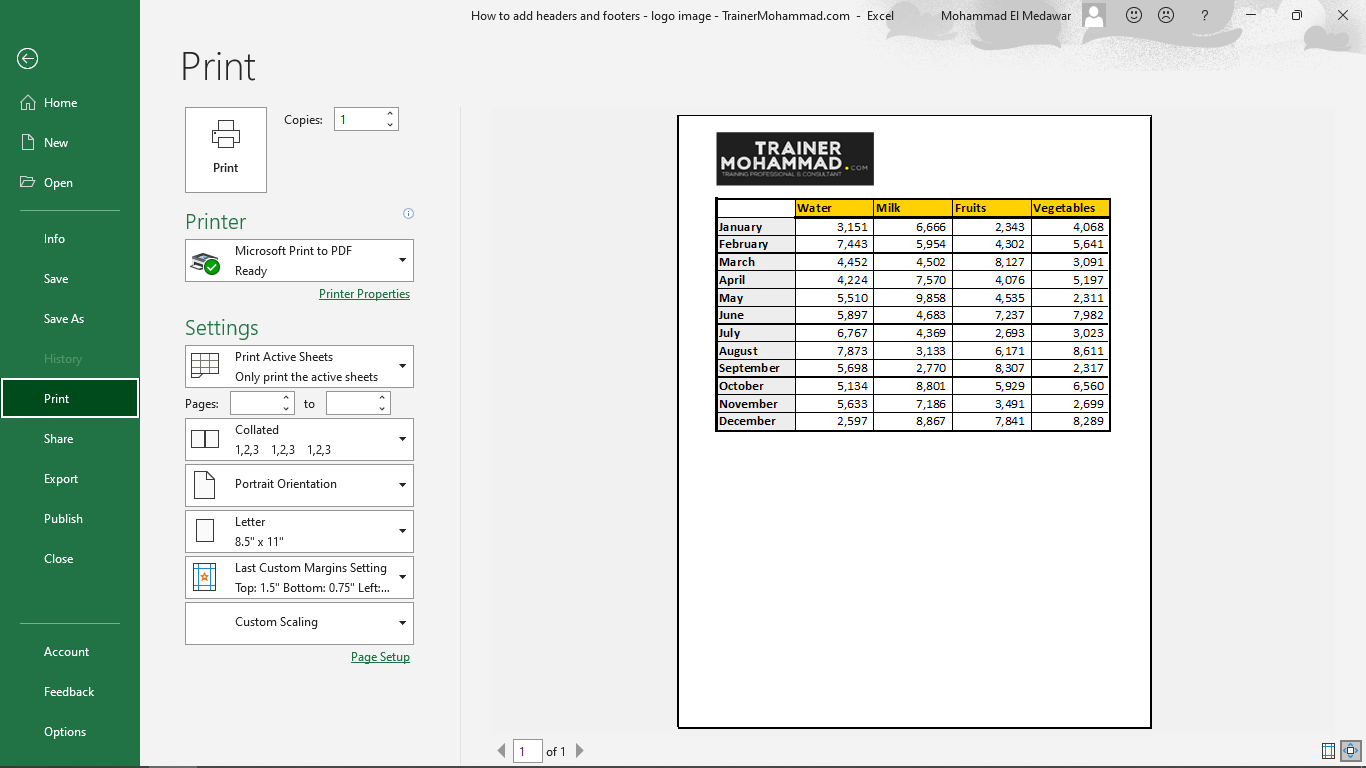 How to add headers and footers - logo image - TrainerMohammad.com - Excel
Mohammad El Medawar
?
Print
Home
New
Open
Info
Save
Save As
History
Print
Share
Export
Publish
Close
Account
Feedback
Options
Print
Copies: 1
Printer
Microsoft Print to PDF
Ready
Printer Properties
Settings
Print Active Sheets
Only print the active sheets
Pages: to
Collated
1,2,3 1,2,3 1,2,3
Portrait Orientation
Letter
8.5" x 11"
Last Custom Margins Setting
Top: 1.5" Bottom: 0.75" Left:...
Custom Scaling
Page Setup
TRAINER
MOHAMMAD.COM
TRAINING PROFESSIONAL & CONSULTANT
Water Milk Fruits Vegetables
January 3,151 6,666 2,343 4,068
February 7,443 5,954 4,302 5,641
March 4,452 4,502 8,127 3,091
April 4,224 7,570 4,076 5,197
May 5,510 9,858 4,535 2,311
June 5,897 4,683 7,237 7,982
July 6,767 4,369 2,693 3,023
August 7,873 3,133 6,171 8,611
September 5,698 2,770 8,307 2,317
October 5,134 8,801 5,929 6,560
November 5,633 7,186 3,491 2,699
December 2,597 8,867 7,841 8,289
1 of 1